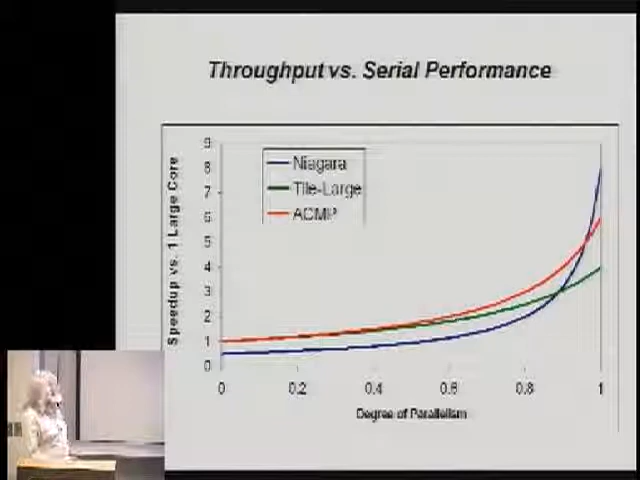 Throughput vs. Serial Performance
Speedup vs. 1 Large Core
9
8
7
6
5
4
3
2
1
0
Niagara
Tile-Large
ACMP
0
0.2
0.4
0.6
0.8
1
Degree of Parallelism